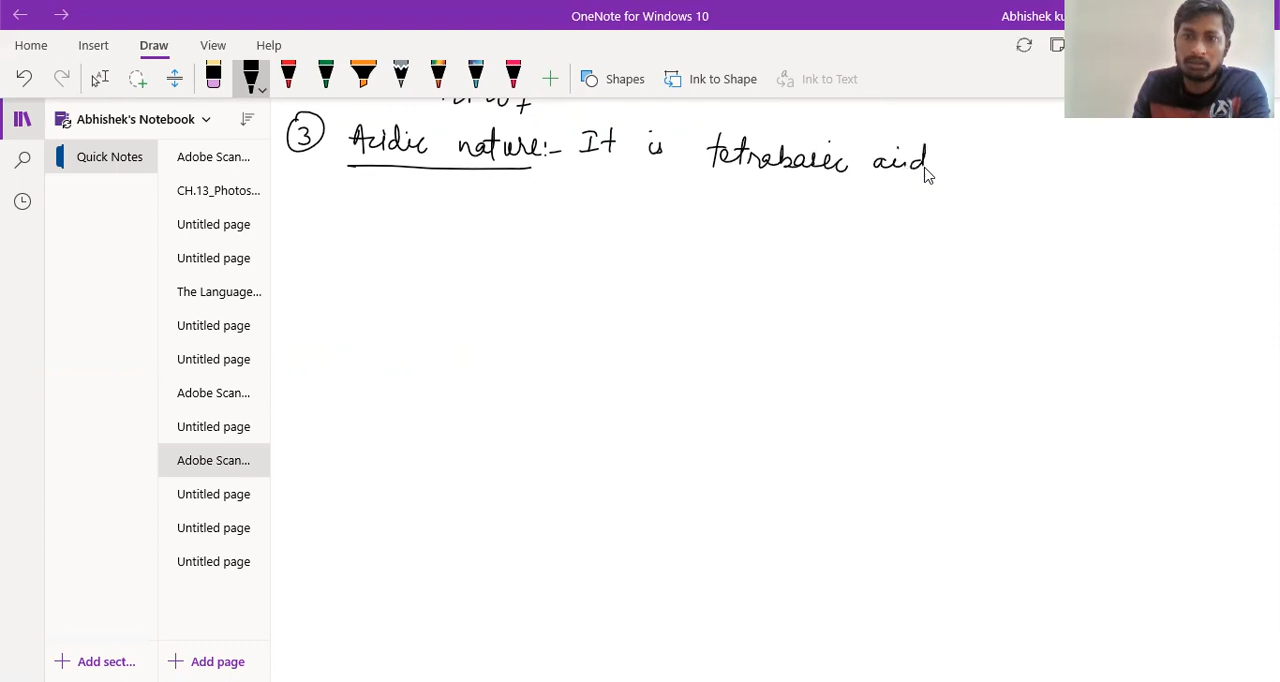 OneNote for Windows 10
Abhishek ku
Home Insert Draw View Help
Shapes Ink to Shape Ink to Text
Abhishek's Notebook
Quick Notes
Adobe Scan...
CH.13_Photos...
Untitled page
Untitled page
The Language...
Untitled page
Untitled page
Adobe Scan...
Untitled page
Adobe Scan...
Untitled page
Untitled page
Untitled page
Add sect...
Add page
3 Acidic nature:- It is tetrabasic acid